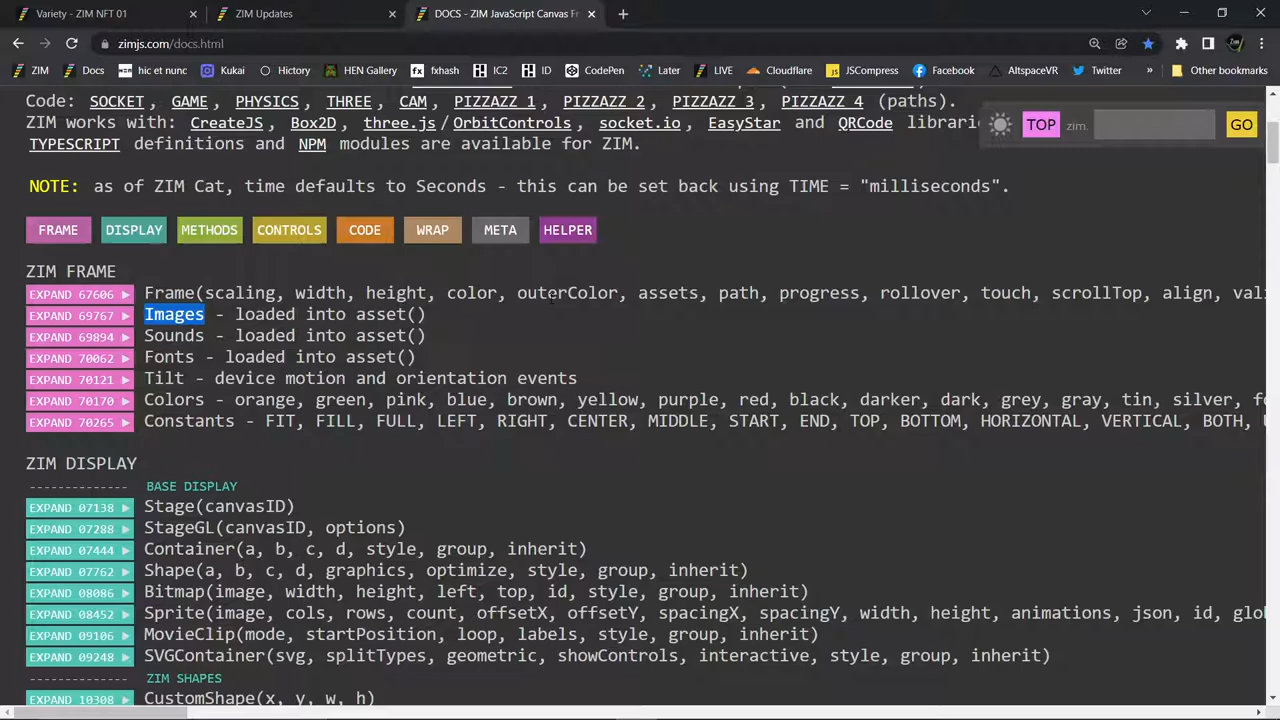 Variety - ZIM NFT 01
ZIM Updates
DOCS - ZIM JavaScript Canvas Fr
zimjs.com/docs.html
ZIM Docs hic et nunc Kukai Hictory HEN Gallery fxhash IC2 ID CodePen Later LIVE Cloudflare JSCompress Facebook AltspaceVR Twitter » Other bookmarks
Code: SOCKET, GAME, PHYSICS, THREE, CAM, PIZZAZZ 1, PIZZAZZ 2, PIZZAZZ 3, PIZZAZZ 4 (paths).
ZIM works with: CreateJS, Box2D, three.js/OrbitControls, socket.io, EasyStar and QRCode librari
TOP zim. GO
TYPESCRIPT definitions and NPM modules are available for ZIM.
NOTE: as of ZIM Cat, time defaults to Seconds - this can be set back using TIME = "milliseconds".
FRAME DISPLAY METHODS CONTROLS CODE WRAP META HELPER
ZIM FRAME
EXPAND 67606 ▶ Frame(scaling, width, height, color, outerColor, assets, path, progress, rollover, touch, scrollTop, align, vali
EXPAND 69767 ▶ Images - loaded into asset()
EXPAND 69894 ▶ Sounds - loaded into asset()
EXPAND 70062 ▶ Fonts - loaded into asset()
EXPAND 70121 ▶ Tilt - device motion and orientation events
EXPAND 70170 ▶ Colors - orange, green, pink, blue, brown, yellow, purple, red, black, darker, dark, grey, gray, tin, silver, fo
EXPAND 70265 ▶ Constants - FIT, FILL, FULL, LEFT, RIGHT, CENTER, MIDDLE, START, END, TOP, BOTTOM, HORIZONTAL, VERTICAL, BOTH,
ZIM DISPLAY
-------------- BASE DISPLAY
EXPAND 07138 ▶ Stage(canvasID)
EXPAND 07288 ▶ StageGL(canvasID, options)
EXPAND 07444 ▶ Container(a, b, c, d, style, group, inherit)
EXPAND 07762 ▶ Shape(a, b, c, d, graphics, optimize, style, group, inherit)
EXPAND 08086 ▶ Bitmap(image, width, height, left, top, id, style, group, inherit)
EXPAND 08452 ▶ Sprite(image, cols, rows, count, offsetX, offsetY, spacingX, spacingY, width, height, animations, json, id, glo
EXPAND 09106 ▶ MovieClip(mode, startPosition, loop, labels, style, group, inherit)
EXPAND 09248 ▶ SVGContainer(svg, splitTypes, geometric, showControls, interactive, style, group, inherit)
-------------- ZIM SHAPES
EXPAND 10308 ▶ CustomShape(x, y, w, h)